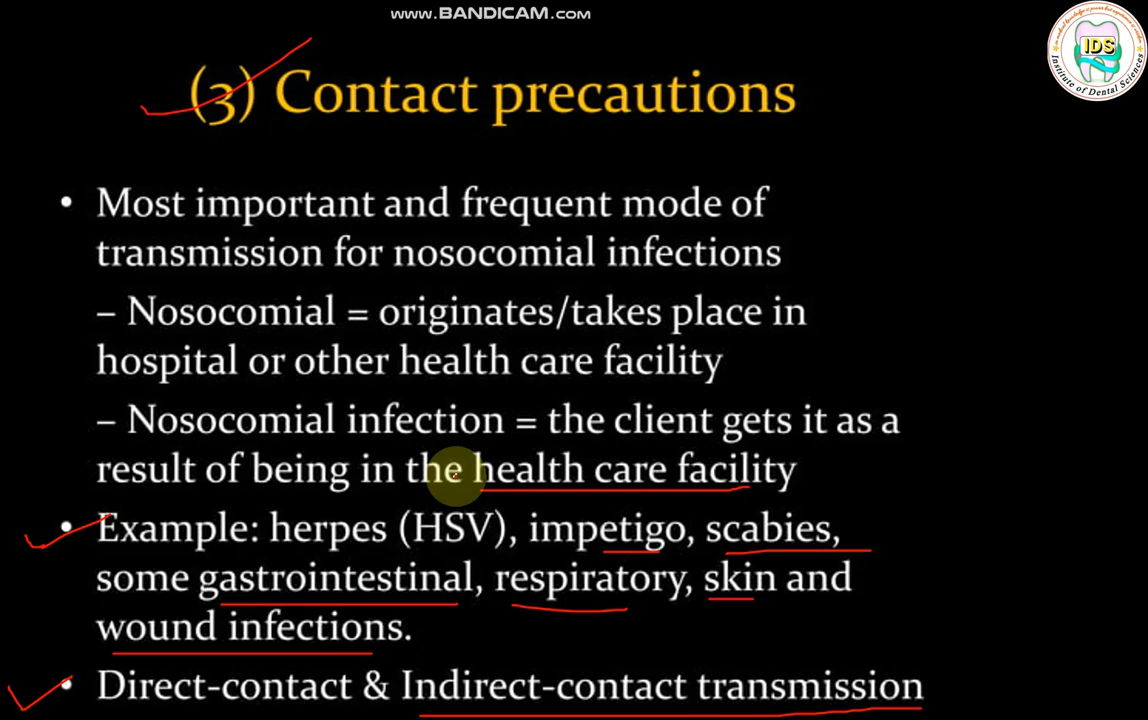 www.BANDICAM.com
IDS
Institute of Dental Sciences
(3) Contact precautions
• Most important and frequent mode of
transmission for nosocomial infections
– Nosocomial = originates/takes place in
hospital or other health care facility
– Nosocomial infection = the client gets it as a
result of being in the health care facility
• Example: herpes (HSV), impetigo, scabies,
some gastrointestinal, respiratory, skin and
wound infections.
• Direct-contact & Indirect-contact transmission